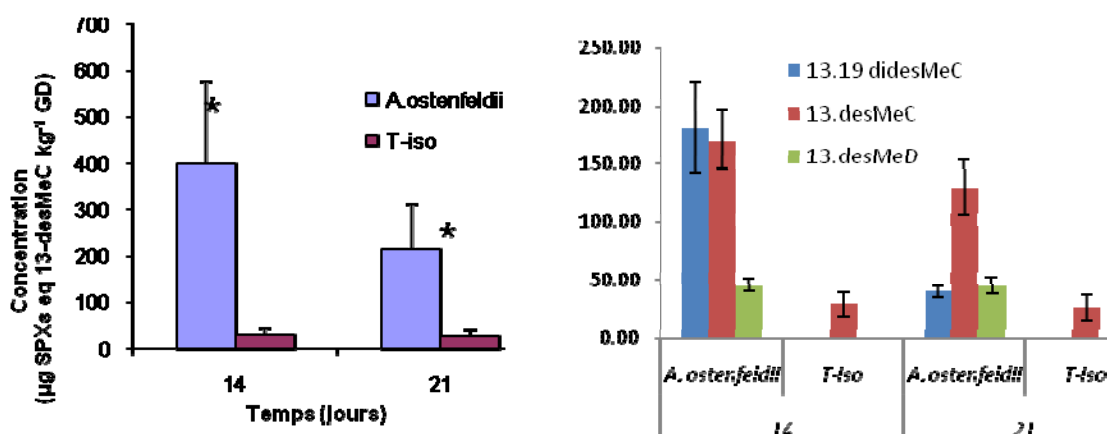 700
600
500
400
300
200
100
0
Concentration
(µg SPXs eq 13-desMeC kg⁻¹ GD)
*
*
A.ostenfeldii
T-iso
14
21
Temps (jours)
250.00
200.00
150.00
100.00
50.00
0.00
13.19 didesMeC
13.desMeC
13.desMeD
A.ostenfeldii T-Iso A.ostenfeldii T-Iso
14 21